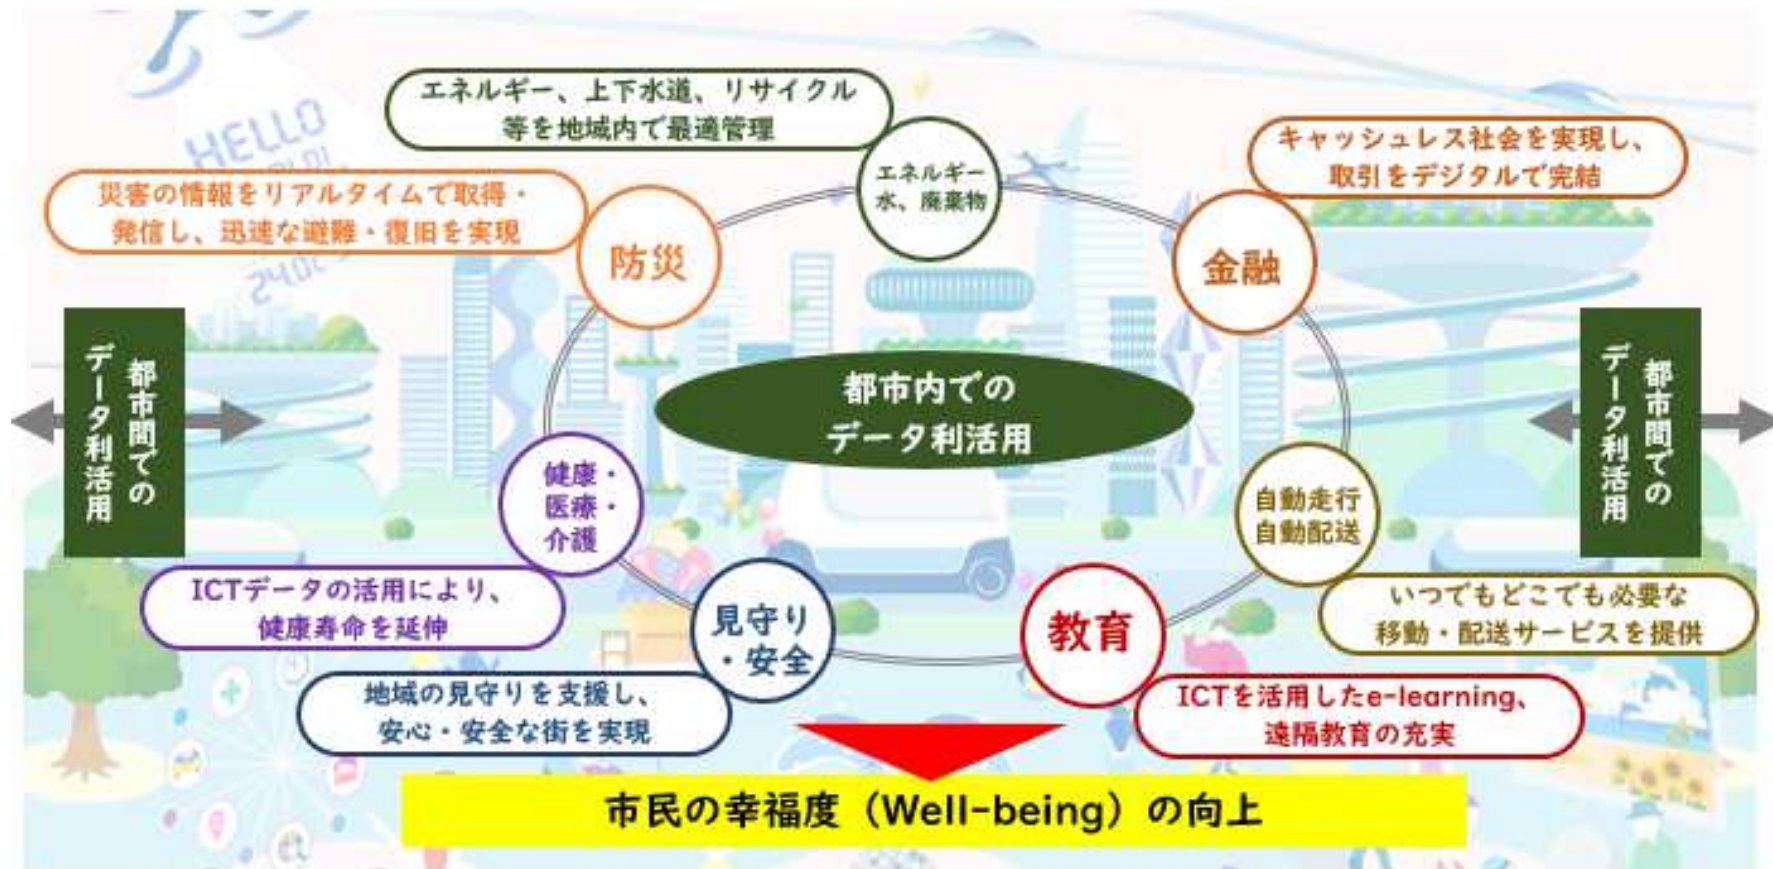 エネルギー、上下水道、リサイクル
等を地域内で最適管理
エネルギー
水、廃棄物
キャッシュレス社会を実現し、
取引をデジタルで完結
金融
災害の情報をリアルタイムで取得・
発信し、迅速な避難・復旧を実現
防災
HELLO
都市間での
データ利活用
都市内での
データ利活用
都市間での
データ利活用
健康・
医療・
介護
ICTデータの活用により、
健康寿命を延伸
自動走行
自動配送
いつでもどこでも必要な
移動・配送サービスを提供
見守り
・安全
地域の見守りを支援し、
安心・安全な街を実現
教育
ICTを活用したe-learning、
遠隔教育の充実
市民の幸福度（Well-being）の向上